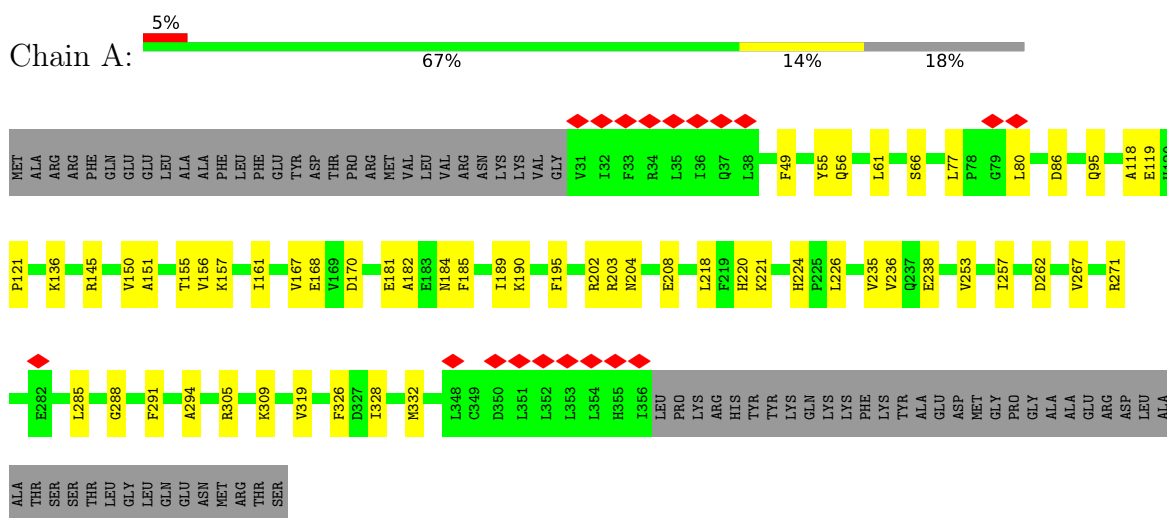 5%
Chain A:
67% 14% 18%
MET ALA ARG ARG PHE GLN GLU GLU LEU ALA ALA PHE LEU PHE GLU TYR ASP THR PRO ARG MET VAL LEU VAL ARG ASN LYS LYS VAL GLY V31 I32 F33 R34 L35 I36 Q37 L38 F49 Y55 Q56 L61 S66 L77 P78 G79 L80 D86 Q95 A118 E119
P121 K136 R145 V150 A151 T155 V156 K157 I161 V167 E168 V169 D170 E181 A182 E183 N184 F185 I189 K190 F195 R202 R203 N204 E208 L218 F219 H220 K221 H224 P225 L226 V235 V236 Q237 E238 V253 I257 D262 V267 R271
E282 L285 G288 F291 A294 R305 K309 V319 F326 D327 I328 M332 L348 G349 D350 L351 L352 L353 L354 H355 I356 LEU PRO LYS ARG HIS TYR TYR LYS GLN LYS LYS PHE LYS TYR ALA GLU ASP MET GLY PRO GLY ALA ALA GLU ARG ASP LEU ALA
ALA THR SER SER THR LEU GLY LEU GLN GLU ASN MET ARG THR SER